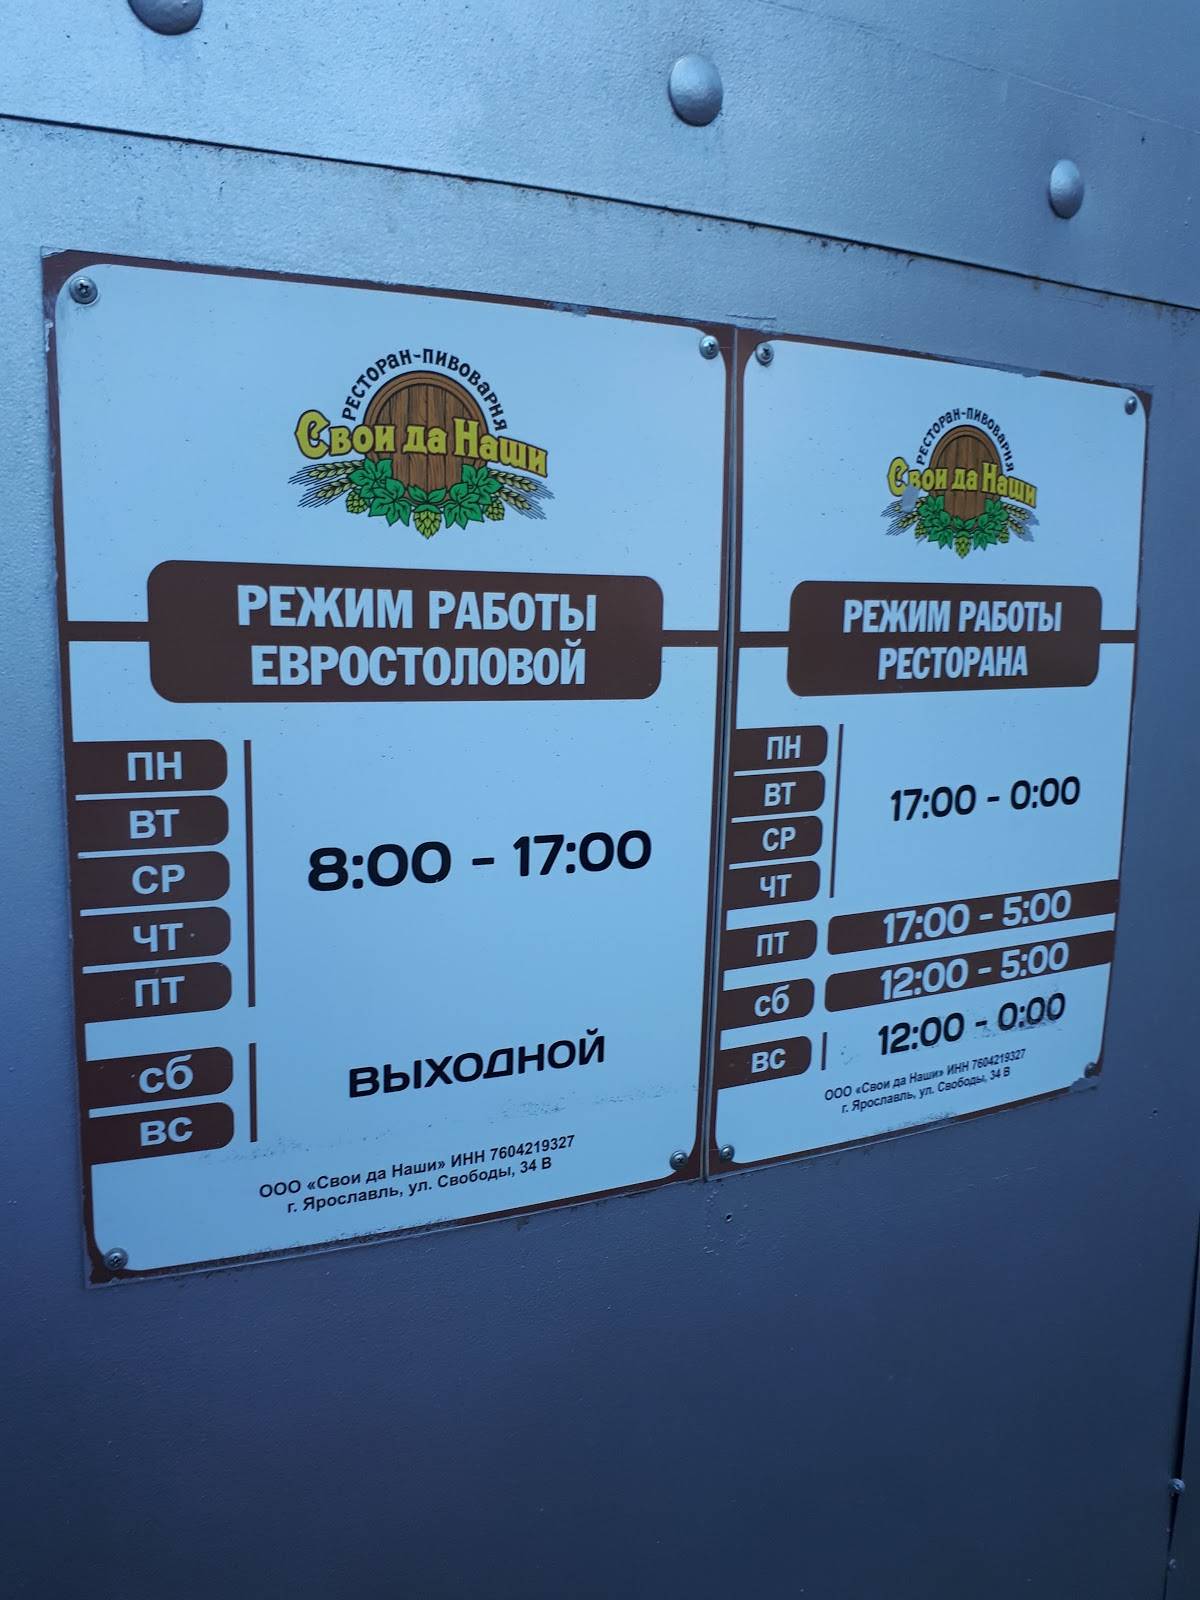 РЕСТОРАН-ПИВОВАРНЯ
Свои да Наши
РЕЖИМ РАБОТЫ
ЕВРОСТОЛОВОЙ
ПН
ВТ
СР
ЧТ
ПТ
8:00 - 17:00
СБ
ВС
ВЫХОДНОЙ
ООО «Свои да Наши» ИНН 7604219327
г. Ярославль, ул. Свободы, 34 В
РЕСТОРАН-ПИВОВАРНЯ
Свои да Наши
РЕЖИМ РАБОТЫ
РЕСТОРАНА
ПН
ВТ
СР
ЧТ
17:00 - 0:00
ПТ 17:00 - 5:00
СБ 12:00 - 5:00
ВС 12:00 - 0:00
ООО «Свои да Наши» ИНН 7604219327
г. Ярославль, ул. Свободы, 34 В